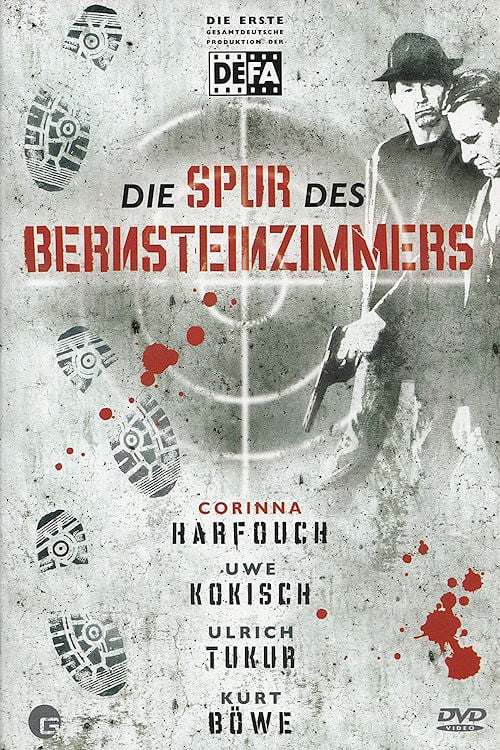 DIE ERSTE
GESAMTDEUTSCHE
PRODUKTION DER
DEFA
DIE SPUR DES
BERNSTEINZIMMERS
CORINNA
HARFOUCH
UWE
KOKISCH
ULRICH
TUKUR
KURT
BÖWE
G
DVD
VIDEO